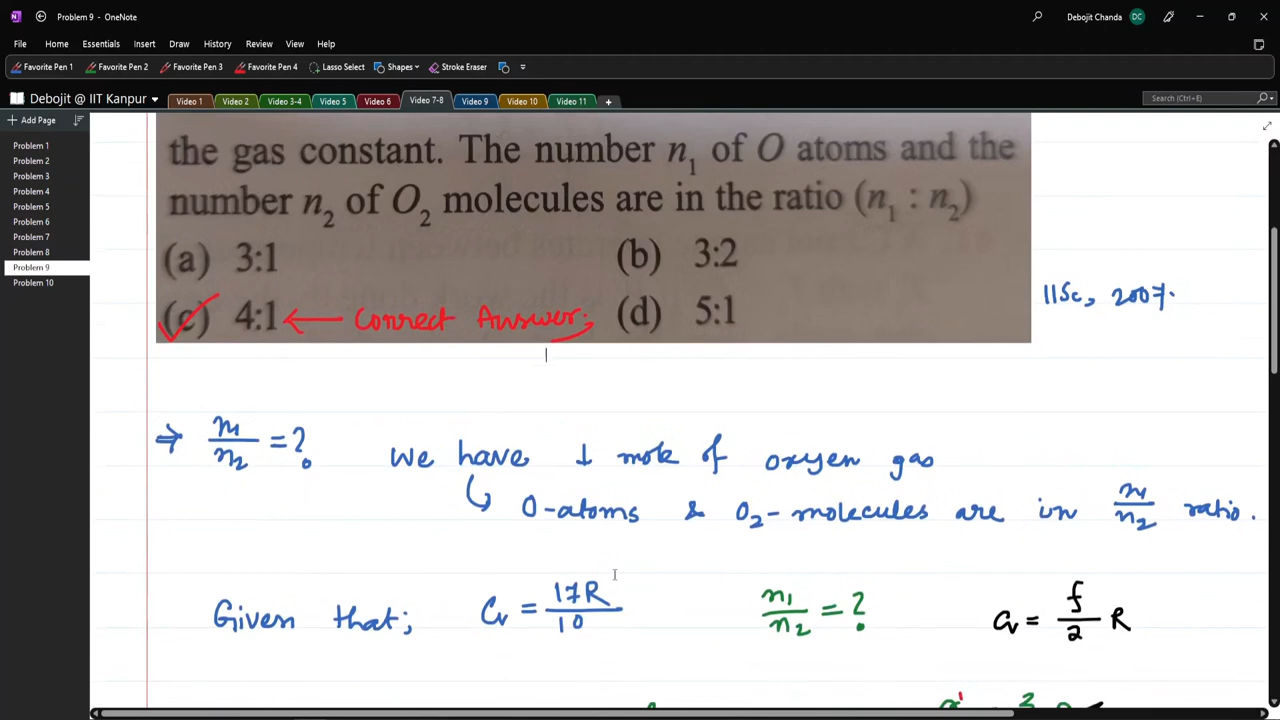 Problem 9 - OneNote
Debojit Chanda DC
File Home Essentials Insert Draw History Review View Help
Favorite Pen 1 Favorite Pen 2 Favorite Pen 3 Favorite Pen 4 Lasso Select Shapes Stroke Eraser
Debojit @ IIT Kanpur Video 1 Video 2 Video 3-4 Video 5 Video 6 Video 7-8 Video 9 Video 10 Video 11 + Search (Ctrl+E)
Add Page
Problem 1
Problem 2
Problem 3
Problem 4
Problem 5
Problem 6
Problem 7
Problem 8
Problem 9
Problem 10
the gas constant. The number n₁ of O atoms and the
number n₂ of O₂ molecules are in the ratio (n₁ : n₂)
(a) 3:1 (b) 3:2
(c) 4:1 ← Correct Answer; (d) 5:1
IISc, 2007.
⇒ n₁/n₂ = ? We have 1 mole of oxyen gas
↳ O-atoms & O₂-molecules are in n₁/n₂ ratio.
Given that; Cv = 17R/10 n₁/n₂ = ? Cv = f/2 R